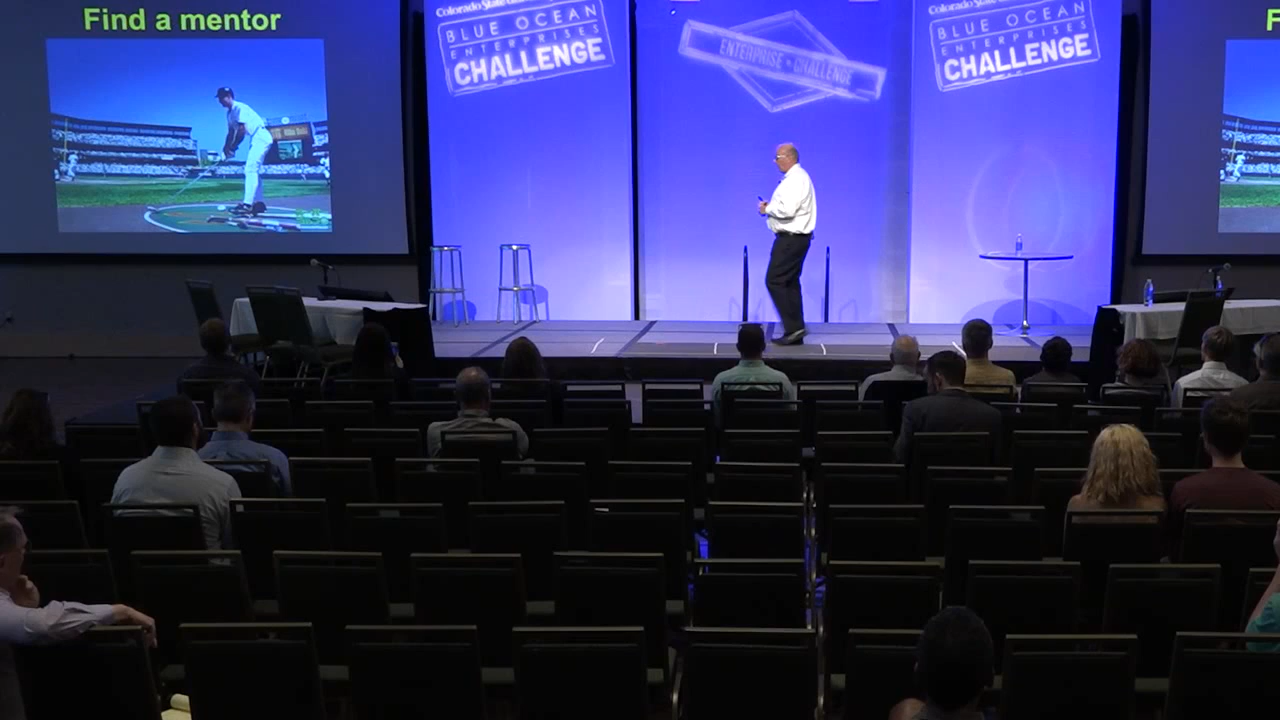 Find a mentor
Colorado State
BLUE OCEAN
ENTERPRISES
CHALLENGE
ENTERPRISE CHALLENGE
Colorado State
BLUE OCEAN
ENTERPRISES
CHALLENGE
F